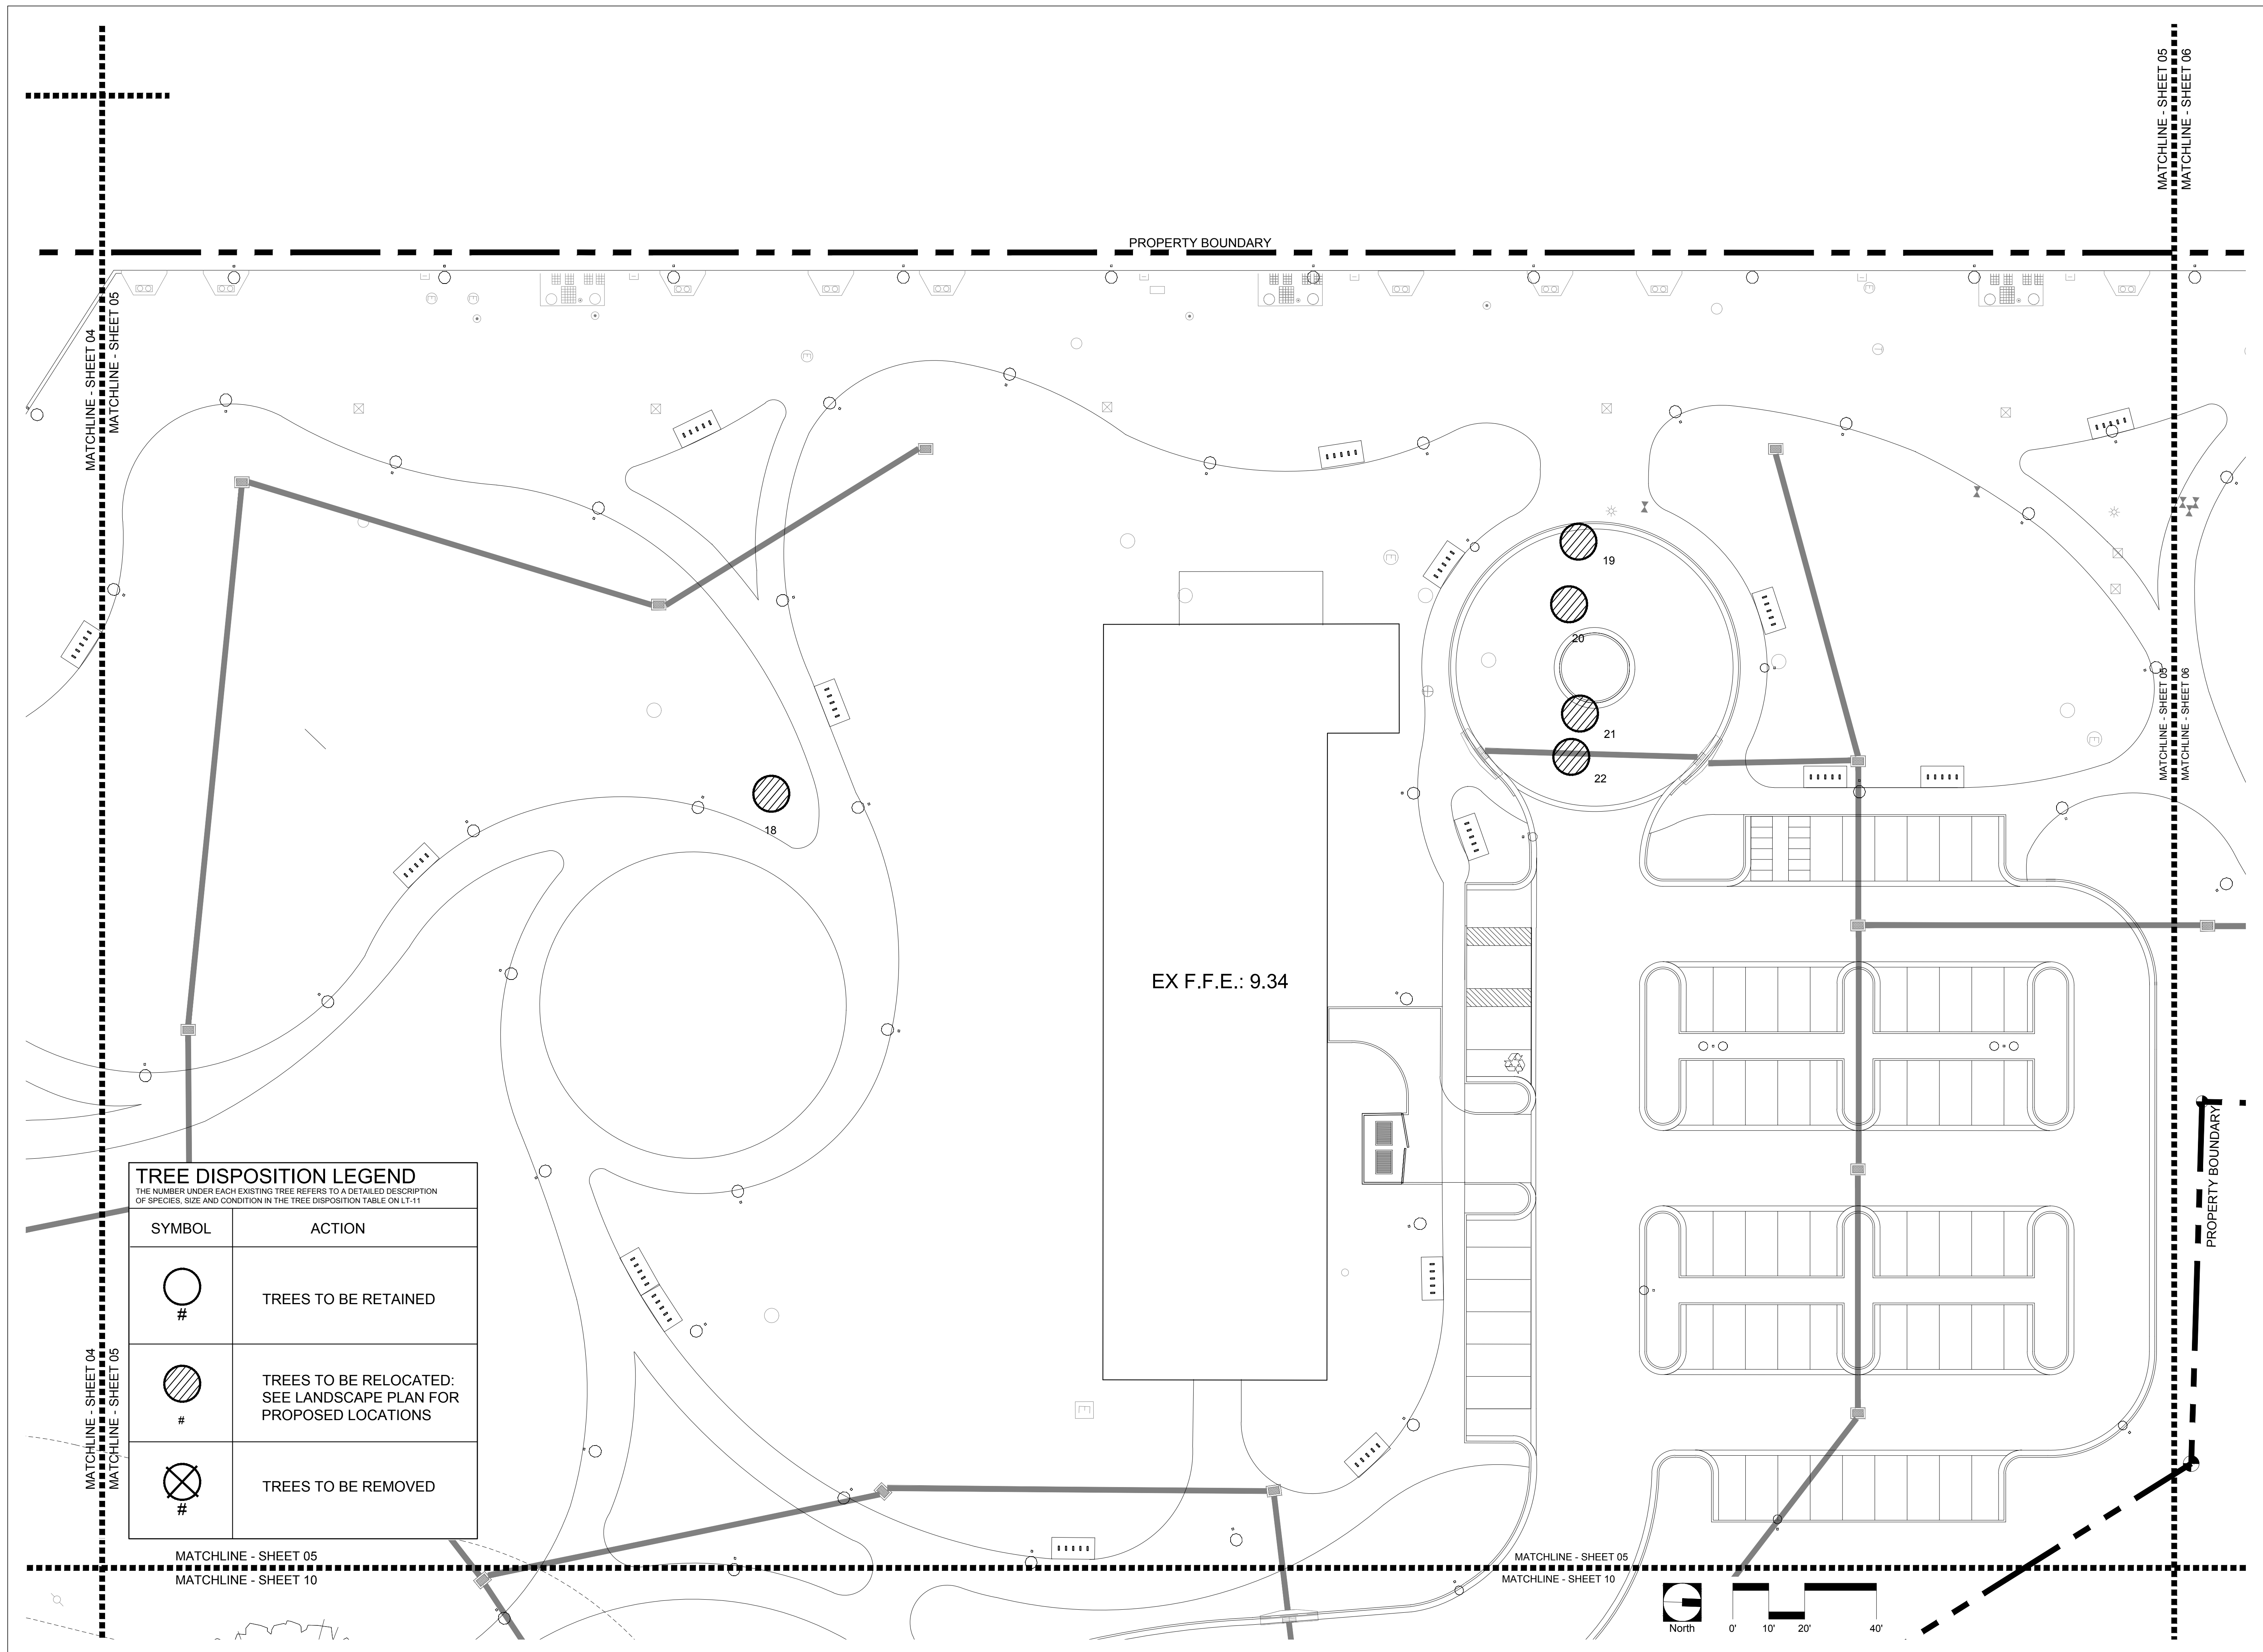 MATCHLINE - SHEET 05
MATCHLINE - SHEET 06
PROPERTY BOUNDARY
MATCHLINE - SHEET 04
MATCHLINE - SHEET 05
19
20
21
22
18
MATCHLINE - SHEET 05
MATCHLINE - SHEET 06
EX F.F.E.: 9.34
PROPERTY BOUNDARY
TREE DISPOSITION LEGEND
THE NUMBER UNDER EACH EXISTING TREE REFERS TO A DETAILED DESCRIPTION
OF SPECIES, SIZE AND CONDITION IN THE TREE DISPOSITION TABLE ON LT-11
SYMBOL
ACTION
#
TREES TO BE RETAINED
#
TREES TO BE RELOCATED:
SEE LANDSCAPE PLAN FOR
PROPOSED LOCATIONS
#
TREES TO BE REMOVED
MATCHLINE - SHEET 04
MATCHLINE - SHEET 05
MATCHLINE - SHEET 05
MATCHLINE - SHEET 10
MATCHLINE - SHEET 05
MATCHLINE - SHEET 10
North
0'
10'
20'
40'